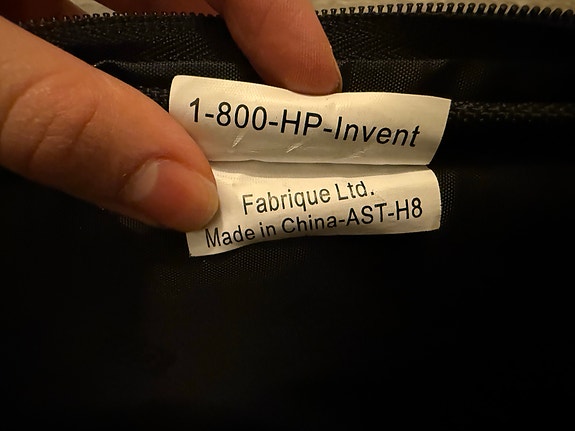 1-800-HP-Invent
Fabrique Ltd.
Made in China-AST-H8